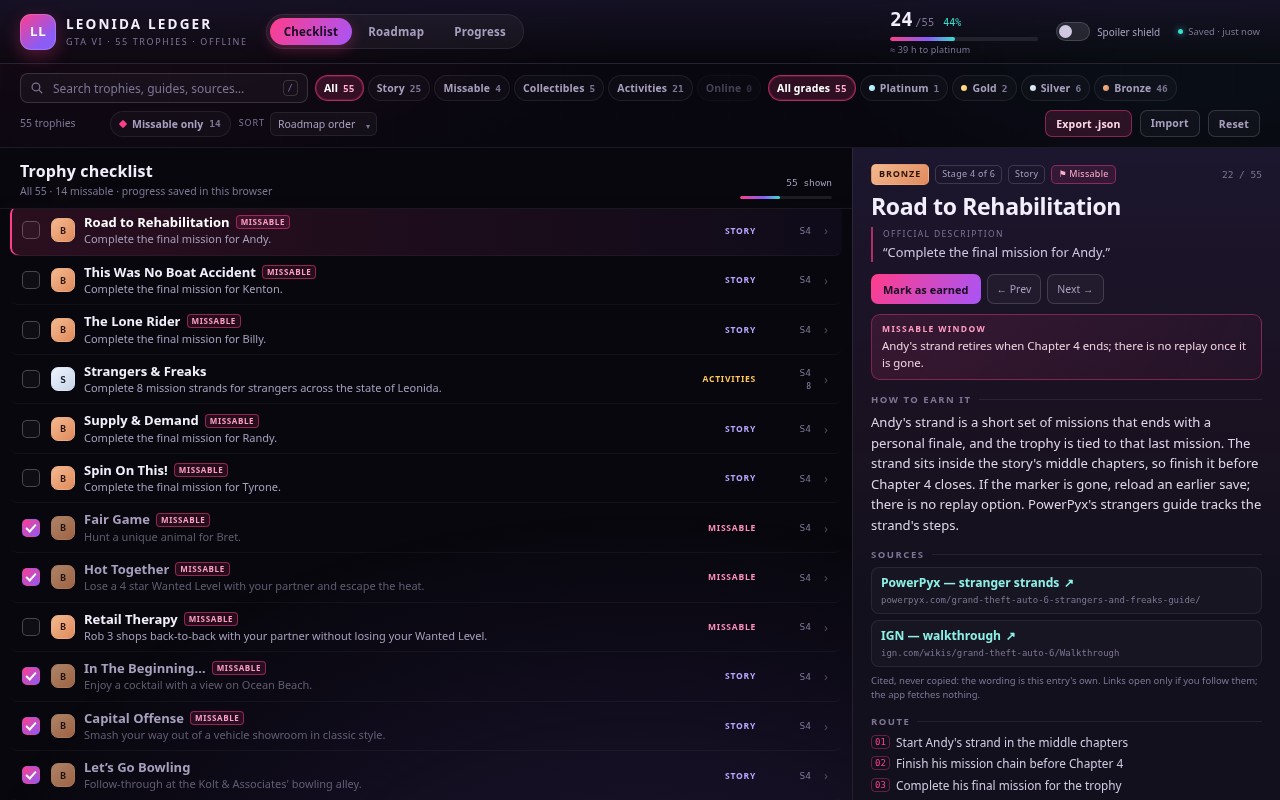 LL
LEONIDA LEDGER
GTA VI · 55 TROPHIES · OFFLINE
Checklist
Roadmap
Progress
24 /55 44%
≈ 39 h to platinum
Spoiler shield
Saved · just now
Search trophies, guides, sources...
/
All 55
Story 25
Missable 4
Collectibles 5
Activities 21
Online 0
All grades 55
Platinum 1
Gold 2
Silver 6
Bronze 46
55 trophies
Missable only 14
SORT
Roadmap order
Export .json
Import
Reset
Trophy checklist
All 55 · 14 missable · progress saved in this browser
55 shown
B
Road to Rehabilitation MISSABLE
Complete the final mission for Andy.
STORY
S4
›
B
This Was No Boat Accident MISSABLE
Complete the final mission for Kenton.
STORY
S4
›
B
The Lone Rider MISSABLE
Complete the final mission for Billy.
STORY
S4
›
S
Strangers & Freaks
Complete 8 mission strands for strangers across the state of Leonida.
ACTIVITIES
S4
8
›
B
Supply & Demand MISSABLE
Complete the final mission for Randy.
STORY
S4
›
B
Spin On This! MISSABLE
Complete the final mission for Tyrone.
STORY
S4
›
B
Fair Game MISSABLE
Hunt a unique animal for Bret.
MISSABLE
S4
›
B
Hot Together MISSABLE
Lose a 4 star Wanted Level with your partner and escape the heat.
MISSABLE
S4
›
B
Retail Therapy MISSABLE
Rob 3 shops back-to-back with your partner without losing your Wanted Level.
MISSABLE
S4
›
B
In The Beginning... MISSABLE
Enjoy a cocktail with a view on Ocean Beach.
STORY
S4
›
B
Capital Offense MISSABLE
Smash your way out of a vehicle showroom in classic style.
STORY
S4
›
B
Let's Go Bowling
Follow-through at the Kolt & Associates' bowling alley.
STORY
S4
›
BRONZE
Stage 4 of 6
Story
⚑ Missable
22 / 55
Road to Rehabilitation
OFFICIAL DESCRIPTION
“Complete the final mission for Andy.”
Mark as earned
← Prev
Next →
MISSABLE WINDOW
Andy's strand retires when Chapter 4 ends; there is no replay once it
is gone.
HOW TO EARN IT
Andy's strand is a short set of missions that ends with a
personal finale, and the trophy is tied to that last mission. The
strand sits inside the story's middle chapters, so finish it before
Chapter 4 closes. If the marker is gone, reload an earlier save;
there is no replay option. PowerPyx's strangers guide tracks the
strand's steps.
SOURCES
PowerPyx — stranger strands ↗
powerpyx.com/grand-theft-auto-6-strangers-and-freaks-guide/
IGN — walkthrough ↗
ign.com/wikis/grand-theft-auto-6/Walkthrough
Cited, never copied: the wording is this entry's own. Links open only if you follow them;
the app fetches nothing.
ROUTE
01 Start Andy's strand in the middle chapters
02 Finish his mission chain before Chapter 4
03 Complete his final mission for the trophy